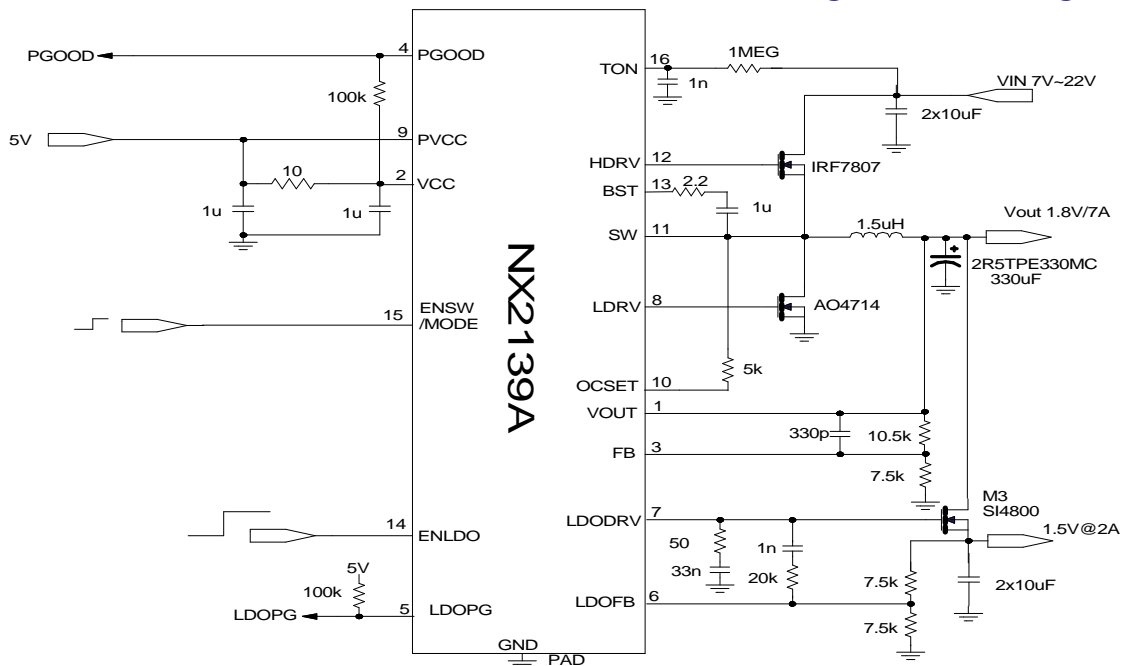 PGOOD
4
PGOOD
100k
5V
9
PVCC
10
2
VCC
1u
1u
ENSW
/MODE
15
14
ENLDO
5V
100k
LDOPG
5
LDOPG
GND
PAD
NX2139A
TON
16
1n
1MEG
VIN 7V~22V
2x10uF
HDRV
12
IRF7807
BST
13
2.2
1u
SW
11
1.5uH
Vout 1.8V/7A
2R5TPE330MC
330uF
LDRV
8
AO4714
5k
OCSET
10
VOUT
1
330p
10.5k
FB
3
7.5k
M3
SI4800
LDODRV
7
1.5V@2A
50
1n
33n
20k
7.5k
2x10uF
LDOFB
6
7.5k